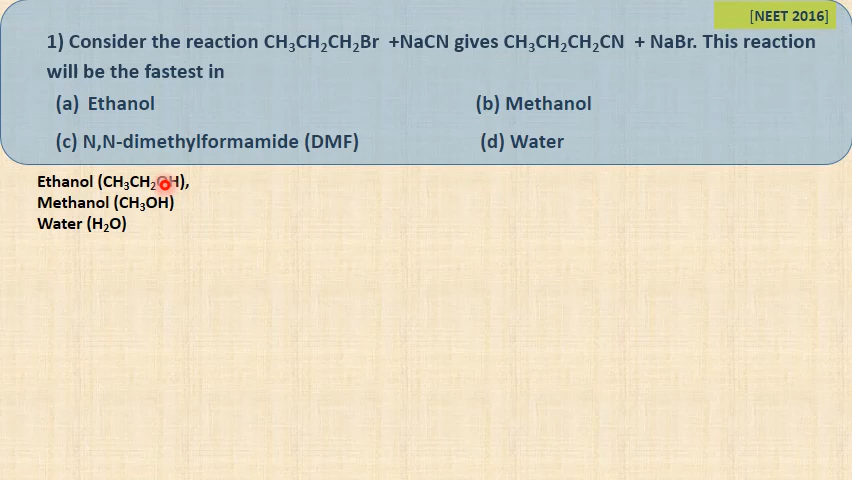 [NEET 2016]
1) Consider the reaction CH₃CH₂CH₂Br +NaCN gives CH₃CH₂CH₂CN + NaBr. This reaction
will be the fastest in
(a) Ethanol (b) Methanol
(c) N,N-dimethylformamide (DMF) (d) Water
Ethanol (CH₃CH₂OH),
Methanol (CH₃OH)
Water (H₂O)